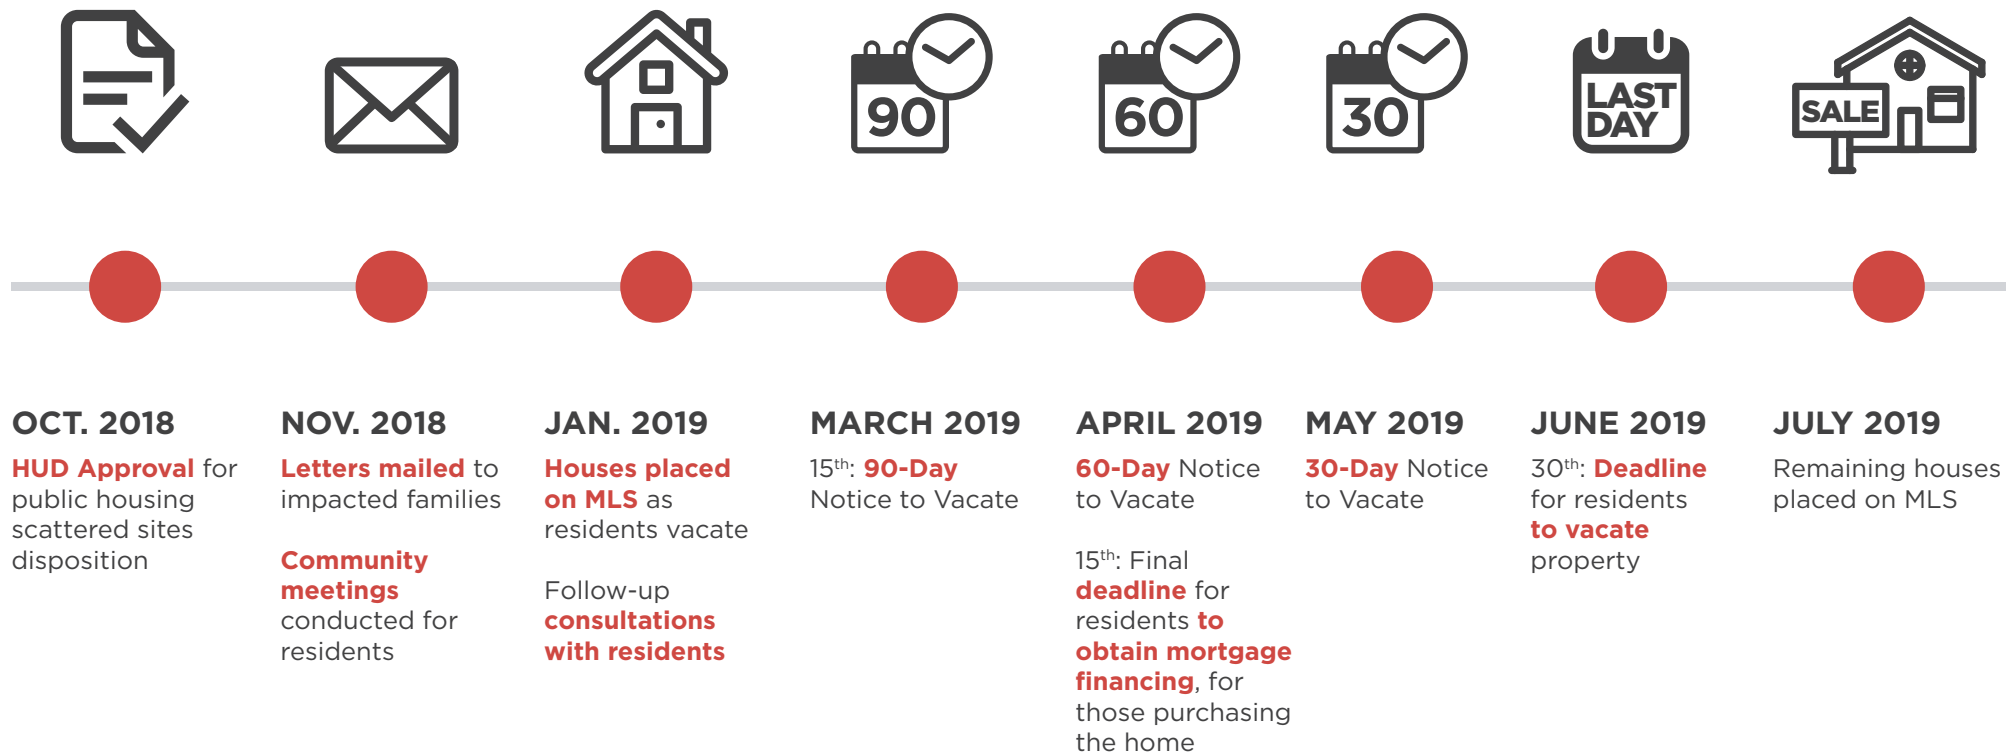 90
60
30
LAST
DAY
SALE
OCT. 2018
HUD Approval for
public housing
scattered sites
disposition
NOV. 2018
Letters mailed to
impacted families
Community
meetings
conducted for
residents
JAN. 2019
Houses placed
on MLS as
residents vacate
Follow-up
consultations
with residents
MARCH 2019
15th: 90-Day
Notice to Vacate
APRIL 2019
60-Day Notice
to Vacate
15th: Final
deadline for
residents to
obtain mortgage
financing, for
those purchasing
the home
MAY 2019
30-Day Notice
to Vacate
JUNE 2019
30th: Deadline
for residents
to vacate
property
JULY 2019
Remaining houses
placed on MLS